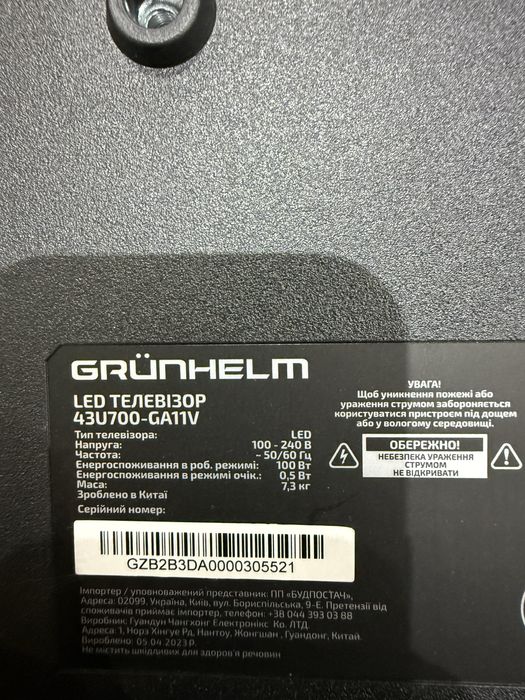 GRÜNHELM
LED ТЕЛЕВІЗОР
43U700-GA11V
Тип телевізора: LED
Напруга: 100 - 240 В
Частота: ~ 50/60 Гц
Енергоспоживання в роб. режимі: 100 Вт
Енергоспоживання в режимі очік.: 0,5 Вт
Маса: 7,3 кг
Зроблено в Китаї
Серійний номер:
GZB2B3DA0000305521
УВАГА!
Щоб уникнення пожежі або
ураження струмом забороняється
користуватися пристроєм під дощем
або у вологому середовищі.
ОБЕРЕЖНО!
НЕБЕЗПЕКА УРАЖЕННЯ
СТРУМОМ
НЕ ВІДКРИВАТИ
Імпортер / уповноважений представник: ПП «БУДПОСТАЧ»,
Адреса: 02099, Україна, Київ, вул. Бориспільська, 9-Е. Претензії від
споживачів приймає імпортер, телефон: +38 044 393 03 88
Виробник: Гуандун Чангхонг Електронікс Ко. ЛТД.
Адреса: 1, Норз Хінгуе Рд, Нантоу, Жонгшан, Гуандонг, Китай.
Вироблено: 05 04 2023 р.
Не містить шкідливих для здоров'я речовин